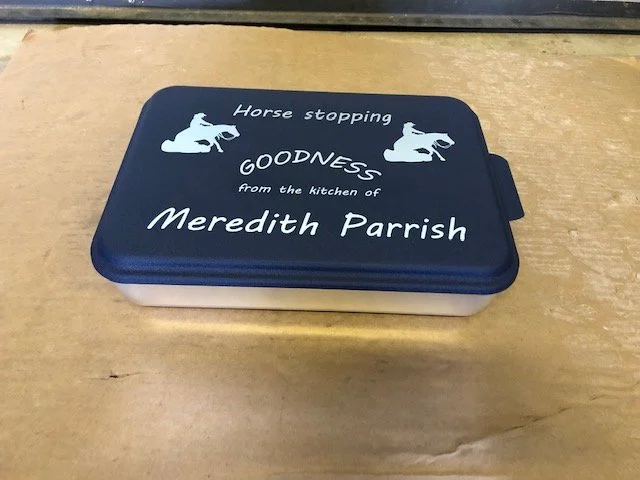 Horse stopping
GOODNESS
from the kitchen of
Meredith Parrish